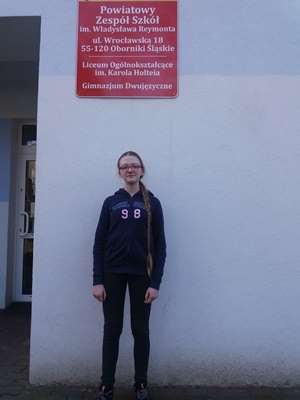 Powiatowy
Zespół Szkół
im. Władysława Reymonta
ul. Wrocławska 18
55-120 Oborniki Śląskie
Liceum Ogólnokształcące
im. Karola Holteia
Gimnazjum Dwujęzyczne
98